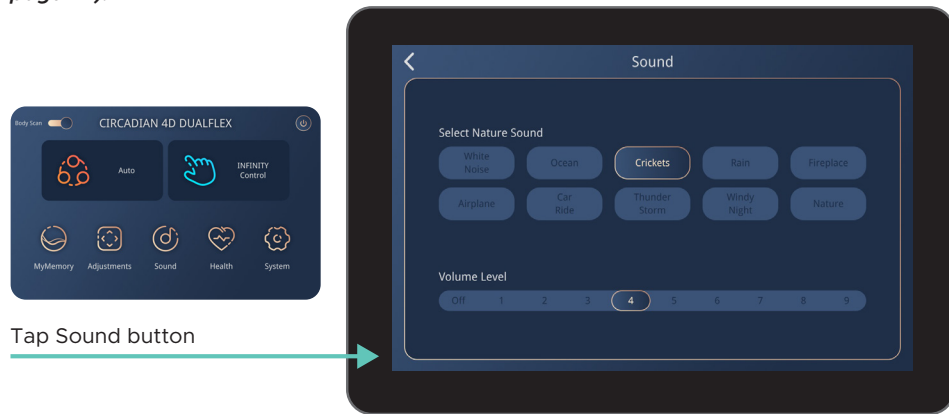 Body Scan
CIRCADIAN 4D DUALFLEX
Auto
INFINITY
Control
MyMemory Adjustments Sound Health System
Tap Sound button
Sound
Select Nature Sound
White
Noise
Ocean
Crickets
Rain
Fireplace
Airplane
Car
Ride
Thunder
Storm
Windy
Night
Nature
Volume Level
Off 1 2 3 4 5 6 7 8 9